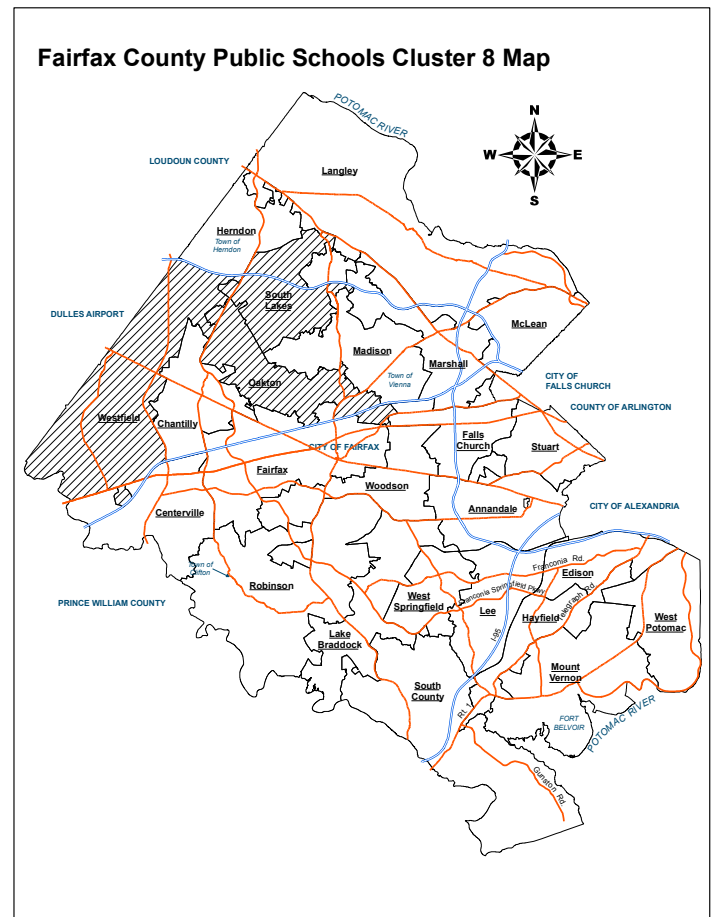 Fairfax County Public Schools Cluster 8 Map
POTOMAC RIVER
N
W
E
S
LOUDOUN COUNTY
Langley
Herndon
Town of
Herndon
South
Lakes
DULLES AIRPORT
McLean
Madison
Marshall
Town of
Vienna
CITY OF
FALLS CHURCH
Oakton
COUNTY OF ARLINGTON
Westfield
Chantilly
Falls
Church
Stuart
CITY OF FAIRFAX
Fairfax
Woodson
CITY OF ALEXANDRIA
Annandale
Centerville
Town of
Clifton
Franconia Rd.
Edison
Robinson
Franconia Springfield Pkwy
Telegraph Rd
West
Springfield
PRINCE WILLIAM COUNTY
Lee
Hayfield
West
Potomac
I-95
Lake
Braddock
Mount
Vernon
South
County
Rt. 1
FORT
BELVOIR
POTOMAC RIVER
Gunston Rd